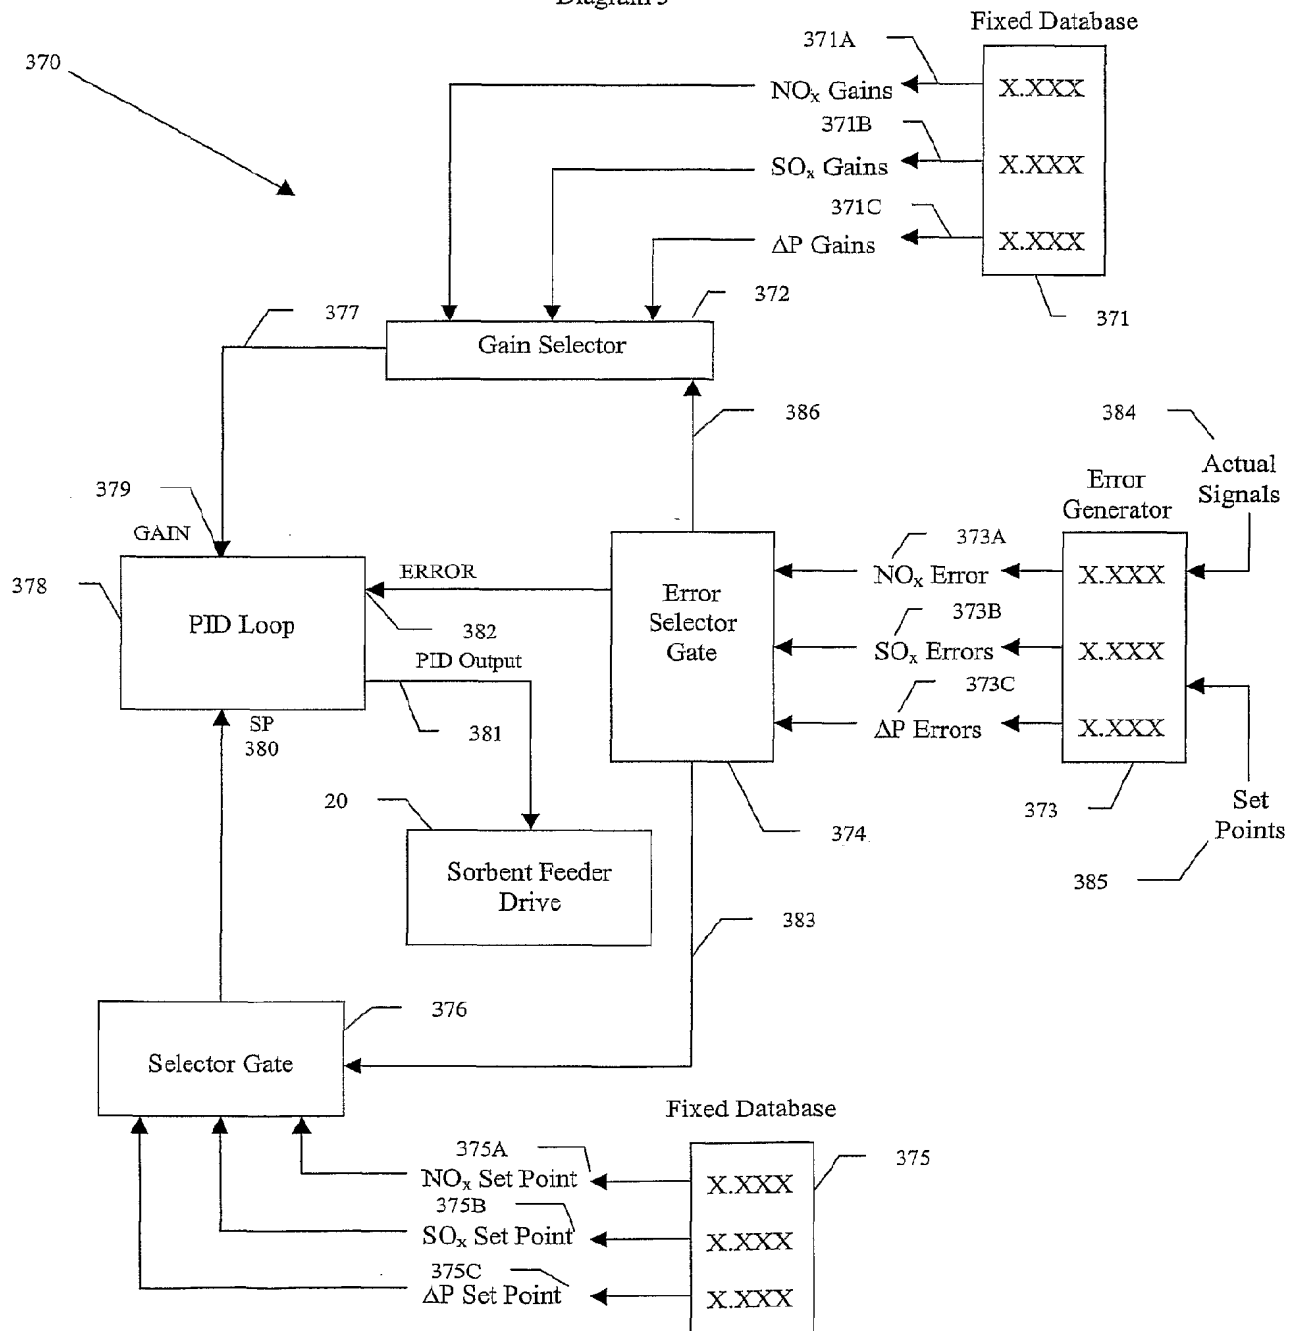 Diagram 3
Fixed Database
370
371A
NOₓ Gains
X.XXX
371B
SOₓ Gains
X.XXX
371C
ΔP Gains
X.XXX
371
372
377
Gain Selector
386
384
Actual
Signals
379
GAIN
Error
Generator
378
PID Loop
ERROR
382
PID Output
381
SP
380
Error
Selector
Gate
373A
NOₓ Error
X.XXX
373B
SOₓ Errors
X.XXX
373C
ΔP Errors
X.XXX
373
374
Set
Points
385
20
Sorbent Feeder
Drive
383
376
Selector Gate
Fixed Database
375A
NOₓ Set Point
X.XXX
375
375B
SOₓ Set Point
X.XXX
375C
ΔP Set Point
X.XXX